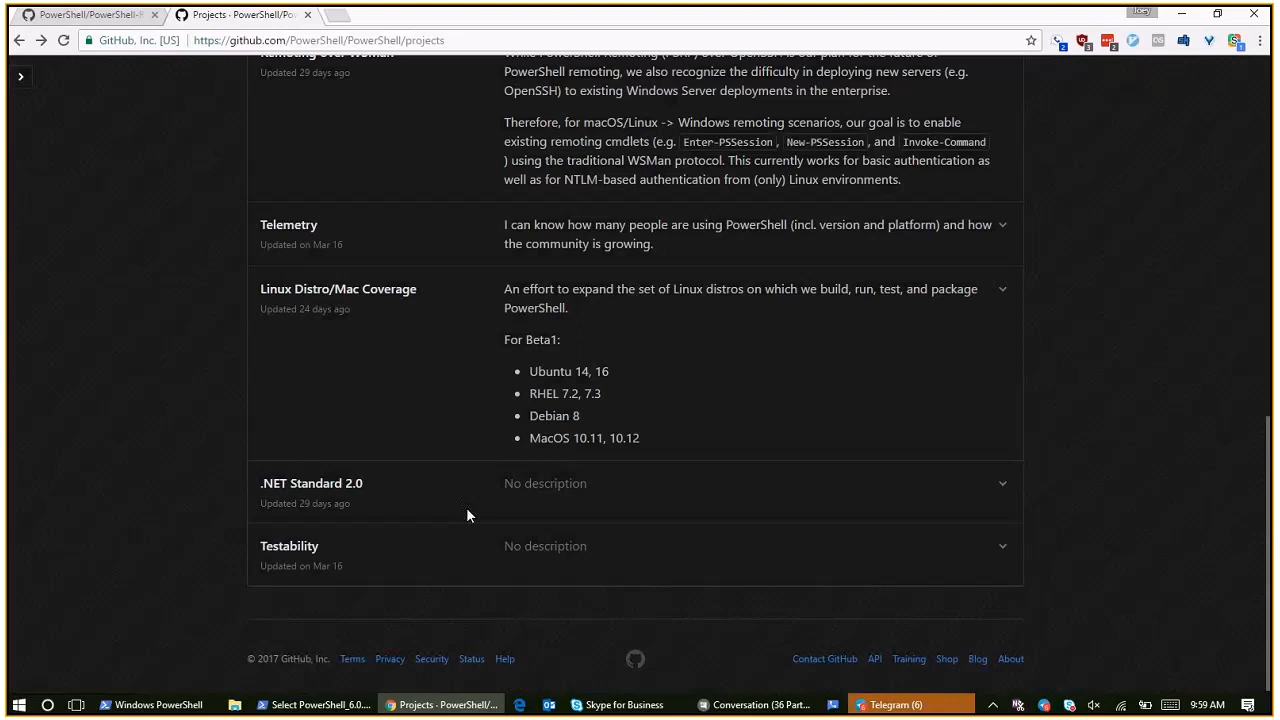 PowerShell/PowerShell-
Projects · PowerShell/Pow
Joey
GitHub, Inc. [US]
https://github.com/PowerShell/PowerShell/projects
2
3
2
1
Updated 29 days ago
PowerShell remoting, we also recognize the difficulty in deploying new servers (e.g.
OpenSSH) to existing Windows Server deployments in the enterprise.
Therefore, for macOS/Linux -> Windows remoting scenarios, our goal is to enable
existing remoting cmdlets (e.g. Enter-PSSession, New-PSSession, and Invoke-Command
) using the traditional WSMan protocol. This currently works for basic authentication as
well as for NTLM-based authentication from (only) Linux environments.
Telemetry
Updated on Mar 16
I can know how many people are using PowerShell (incl. version and platform) and how
the community is growing.
Linux Distro/Mac Coverage
Updated 24 days ago
An effort to expand the set of Linux distros on which we build, run, test, and package
PowerShell.
For Beta1:
• Ubuntu 14, 16
• RHEL 7.2, 7.3
• Debian 8
• MacOS 10.11, 10.12
.NET Standard 2.0
Updated 29 days ago
No description
Testability
Updated on Mar 16
No description
© 2017 GitHub, Inc. Terms Privacy Security Status Help
Contact GitHub API Training Shop Blog About
Windows PowerShell
Select PowerShell_6.0....
Projects · PowerShell/...
Skype for Business
Conversation (36 Part...
Telegram (6)
9:59 AM